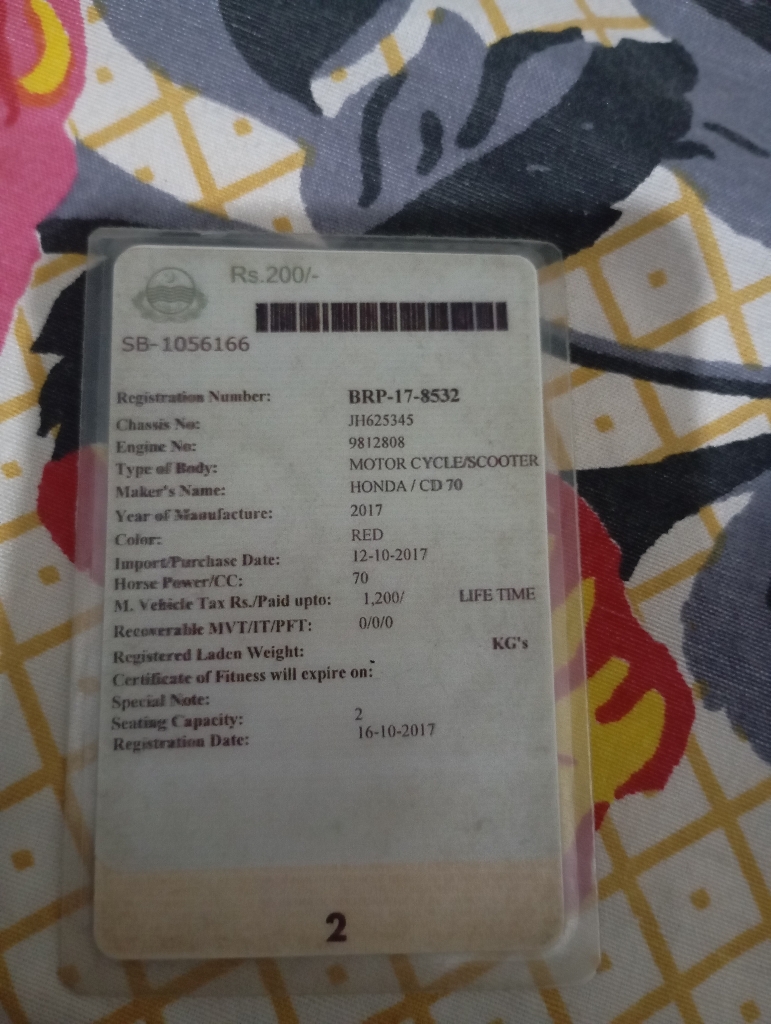 Rs.200/-
SB-1056166
Registration Number: BRP-17-8532
Chassis No: JH625345
Engine No: 9812808
Type of Body: MOTOR CYCLE/SCOOTER
Maker's Name: HONDA / CD 70
Year of Manufacture: 2017
Color: RED
Import/Purchase Date: 12-10-2017
Horse Power/CC: 70
M. Vehicle Tax Rs./Paid upto: 1,200/ LIFE TIME
Recoverable MVT/IT/PFT: 0/0/0
Registered Laden Weight: KG's
Certificate of Fitness will expire on: -
Special Note:
Seating Capacity: 2
Registration Date: 16-10-2017
2